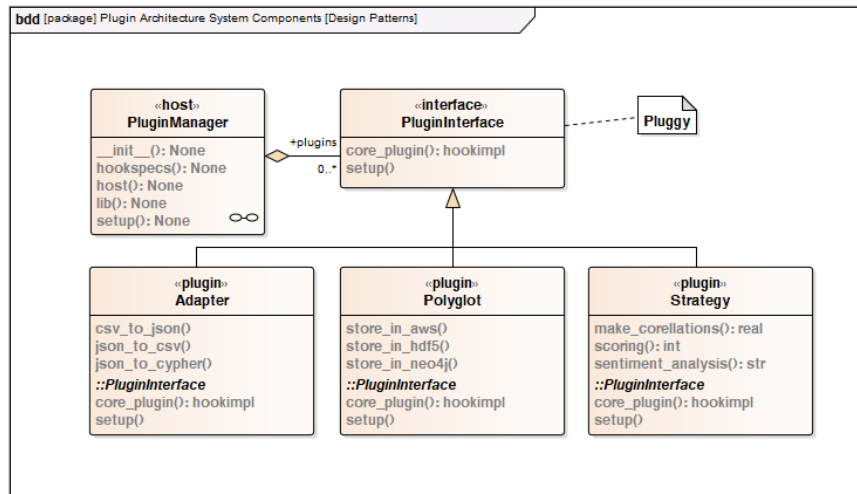 bdd [package] Plugin Architecture System Components [Design Patterns]
«host»
PluginManager
__init__(): None
hookspecs(): None
host(): None
lib(): None
setup(): None
+plugins
0..*
«interface»
PluginInterface
core_plugin(): hookimpl
setup()
Pluggy
«plugin»
Adapter
csv_to_json()
json_to_csv()
json_to_cypher()
::PluginInterface
core_plugin(): hookimpl
setup()
«plugin»
Polyglot
store_in_aws()
store_in_hdf5()
store_in_neo4j()
::PluginInterface
core_plugin(): hookimpl
setup()
«plugin»
Strategy
make_corellations(): real
scoring(): int
sentiment_analysis(): str
::PluginInterface
core_plugin(): hookimpl
setup()